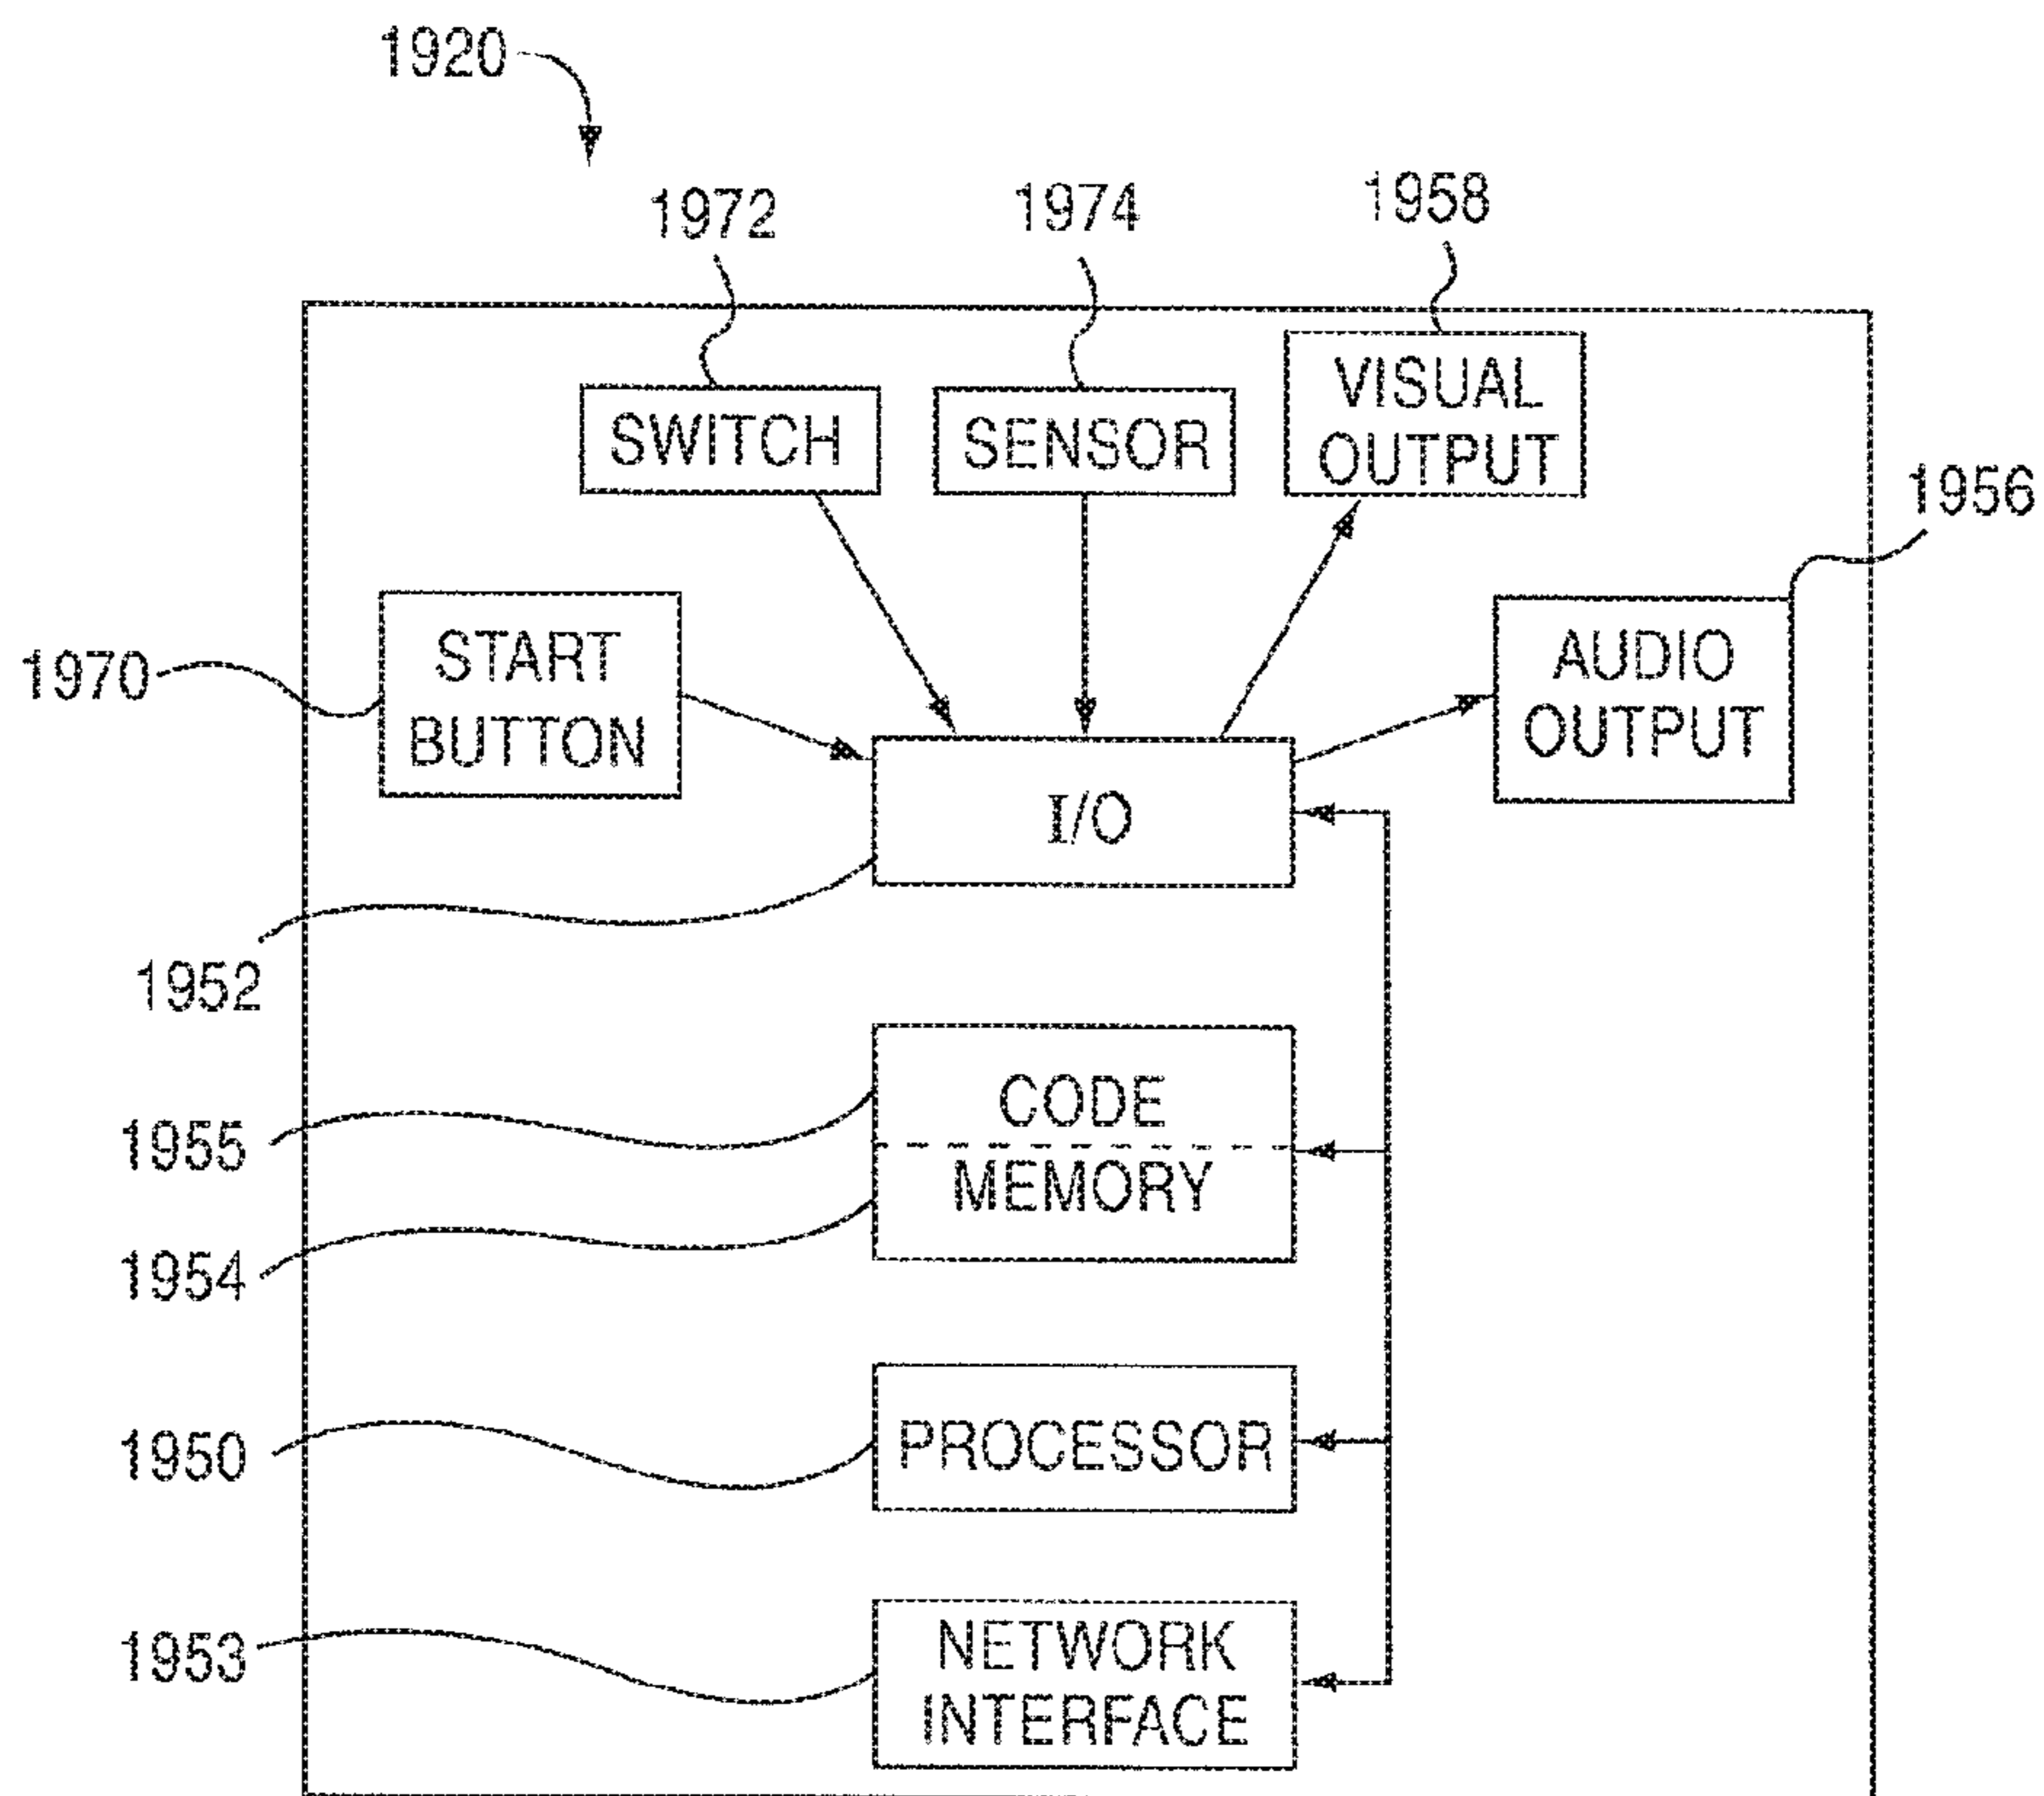 1920
1972
1974
1958
SWITCH
SENSOR
VISUAL
OUTPUT
1956
1970
START
BUTTON
AUDIO
OUTPUT
I/O
1952
1955
CODE
1954
MEMORY
1950
PROCESSOR
1953
NETWORK
INTERFACE